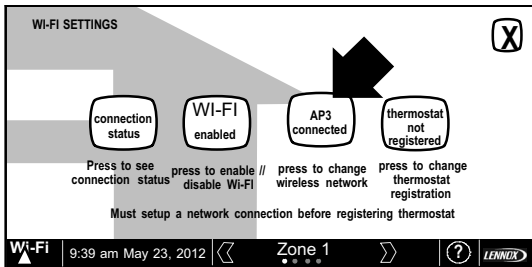 WI-FI SETTINGS
X
connection
status
WI-FI
enabled
AP3
connected
thermostat
not
registered
Press to see
connection status
press to enable //
disable Wi-FI
press to change
wireless network
press to change
thermostat
registration
Must setup a network connection before registering thermostat
Wi-Fi
9:39 am May 23, 2012
Zone 1
?
LENNOX